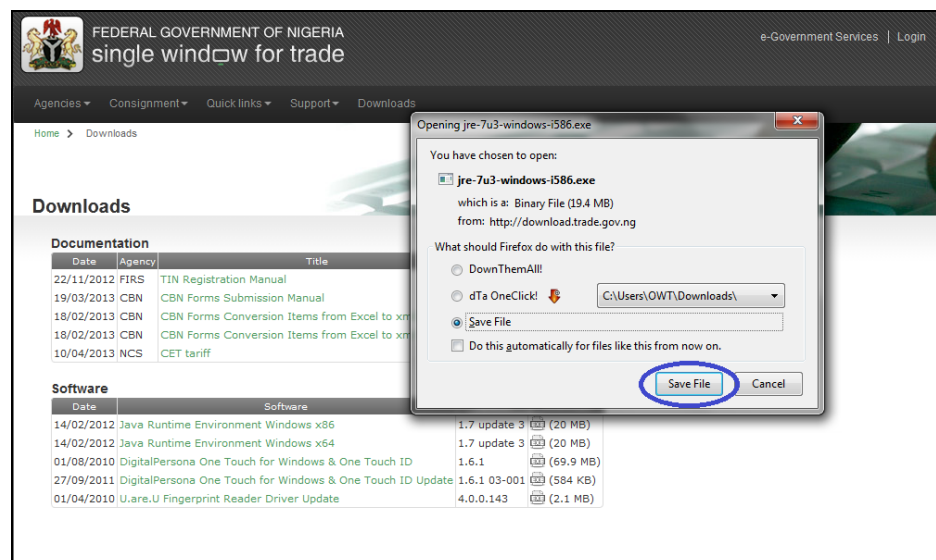 FEDERAL GOVERNMENT OF NIGERIA
single window for trade
e-Government Services | Login
Agencies Consignment Quick links Support Downloads
Home > Downloads
Downloads
Documentation
Date Agency Title
22/11/2012 FIRS TIN Registration Manual
19/03/2013 CBN CBN Forms Submission Manual
18/02/2013 CBN CBN Forms Conversion Items from Excel to xm
18/02/2013 CBN CBN Forms Conversion Items from Excel to xm
10/04/2013 NCS CET tariff
Software
Date Software
14/02/2012 Java Runtime Environment Windows x86 1.7 update 3 (20 MB)
14/02/2012 Java Runtime Environment Windows x64 1.7 update 3 (20 MB)
01/08/2010 DigitalPersona One Touch for Windows & One Touch ID 1.6.1 (69.9 MB)
27/09/2011 DigitalPersona One Touch for Windows & One Touch ID Update 1.6.1 03-001 (584 KB)
01/04/2010 U.are.U Fingerprint Reader Driver Update 4.0.0.143 (2.1 MB)
Opening jre-7u3-windows-i586.exe
You have chosen to open:
jre-7u3-windows-i586.exe
which is a: Binary File (19.4 MB)
from: http://download.trade.gov.ng
What should Firefox do with this file?
DownThemAll!
dTa OneClick! C:\Users\OWT\Downloads\
Save File
Do this automatically for files like this from now on.
Save File Cancel